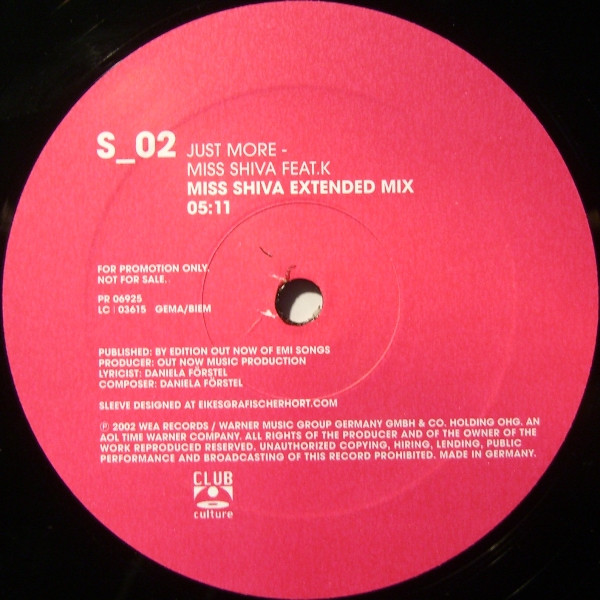 S_02 JUST MORE -
MISS SHIVA FEAT.K
MISS SHIVA EXTENDED MIX
05:11
FOR PROMOTION ONLY.
NOT FOR SALE.
PR 06925
LC | 03615 GEMA/BIEM
PUBLISHED: BY EDITION OUT NOW OF EMI SONGS
PRODUCER: OUT NOW MUSIC PRODUCTION
LYRICIST: DANIELA FÖRSTEL
COMPOSER: DANIELA FÖRSTEL
SLEEVE DESIGNED AT EIKESGRAFISCHERHORT.COM
℗ 2002 WEA RECORDS / WARNER MUSIC GROUP GERMANY GMBH & CO. HOLDING OHG. AN
AOL TIME WARNER COMPANY. ALL RIGHTS OF THE PRODUCER AND OF THE OWNER OF THE
WORK REPRODUCED RESERVED. UNAUTHORIZED COPYING, HIRING, LENDING, PUBLIC
PERFORMANCE AND BROADCASTING OF THIS RECORD PROHIBITED. MADE IN GERMANY.
CLUB
culture